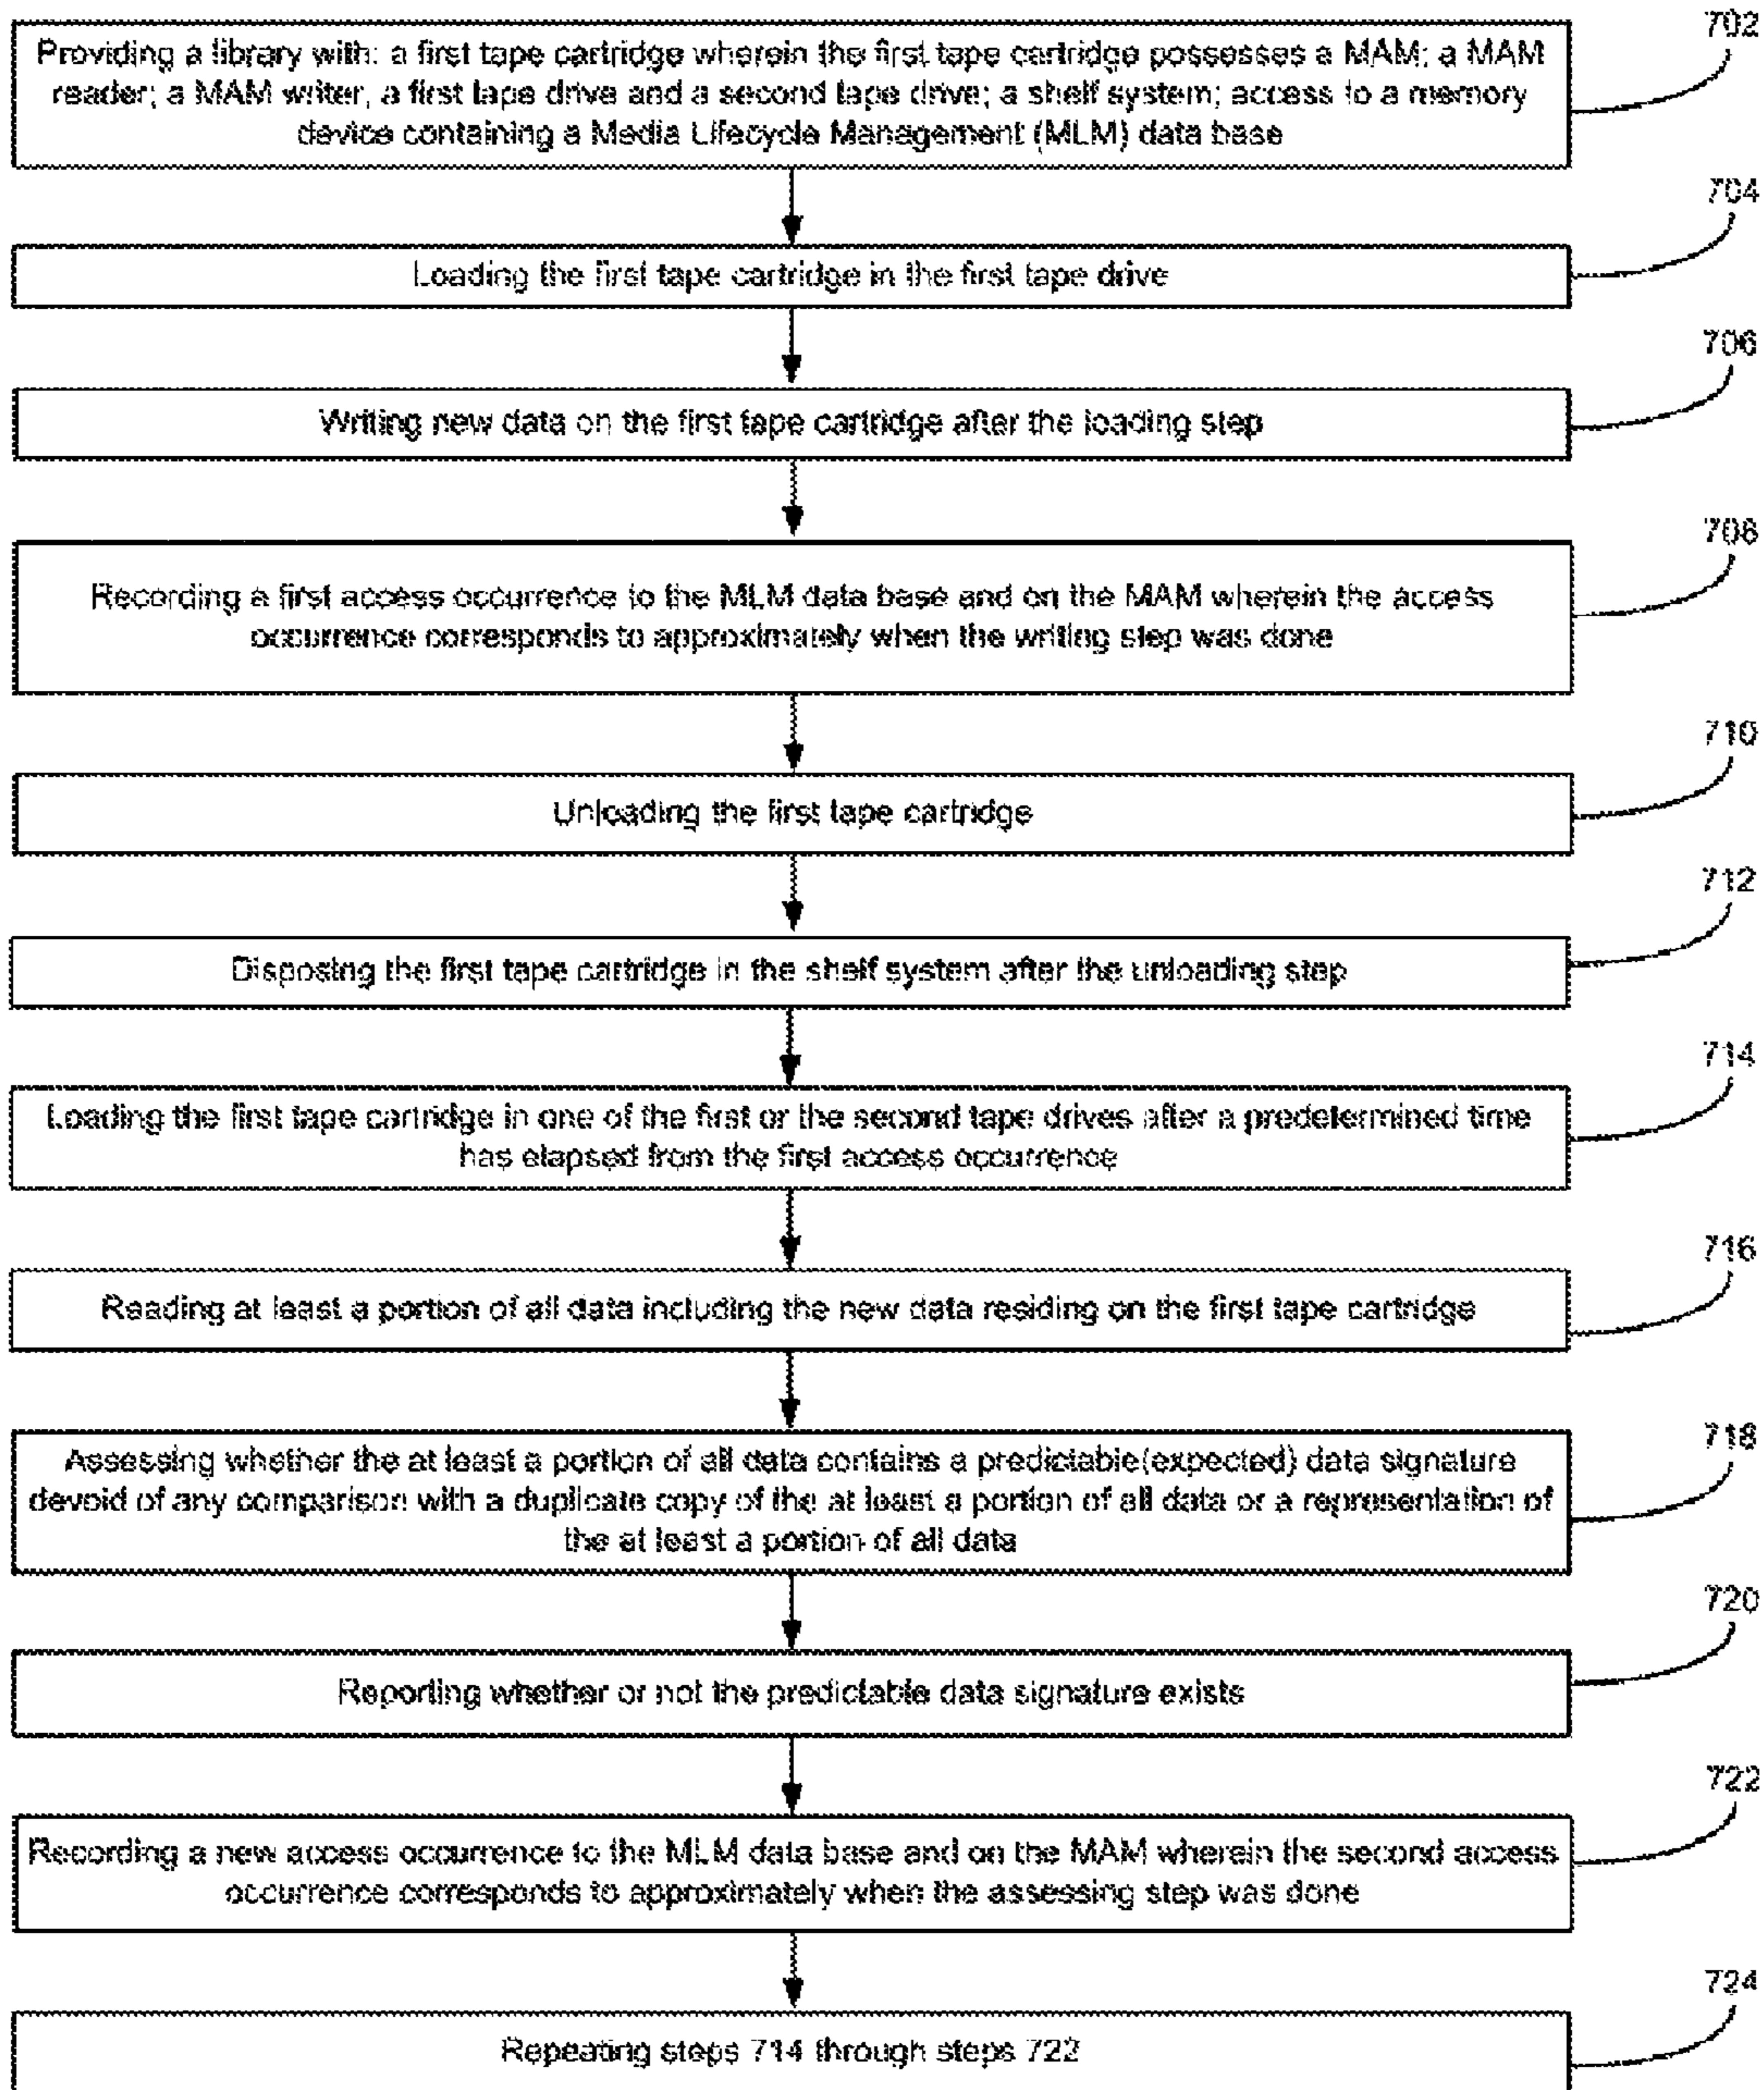 702
Providing a library with: a first tape cartridge wherein the first tape cartridge possesses a MAM; a MAM
reader; a MAM writer, a first tape drive and a second tape drive; a shelf system; access to a memory
device containing a Media Lifecycle Management (MLM) data base
704
Loading the first tape cartridge in the first tape drive
706
Writing new data on the first tape cartridge after the loading step
708
Recording a first access occurrence to the MLM data base and on the MAM wherein the access
occurrence corresponds to approximately when the writing step was done
710
Unloading the first tape cartridge
712
Disposing the first tape cartridge in the shelf system after the unloading step
714
Loading the first tape cartridge in one of the first or the second tape drives after a predetermined time
has elapsed from the first access occurrence
716
Reading at least a portion of all data including the new data residing on the first tape cartridge
718
Assessing whether the at least a portion of all data contains a predictable(expected) data signature
devoid of any comparison with a duplicate copy of the at least a portion of all data or a representation of
the at least a portion of all data
720
Reporting whether or not the predictable data signature exists
722
Recording a new access occurrence to the MLM data base and on the MAM wherein the second access
occurrence corresponds to approximately when the assessing step was done
724
Repeating steps 714 through steps 722